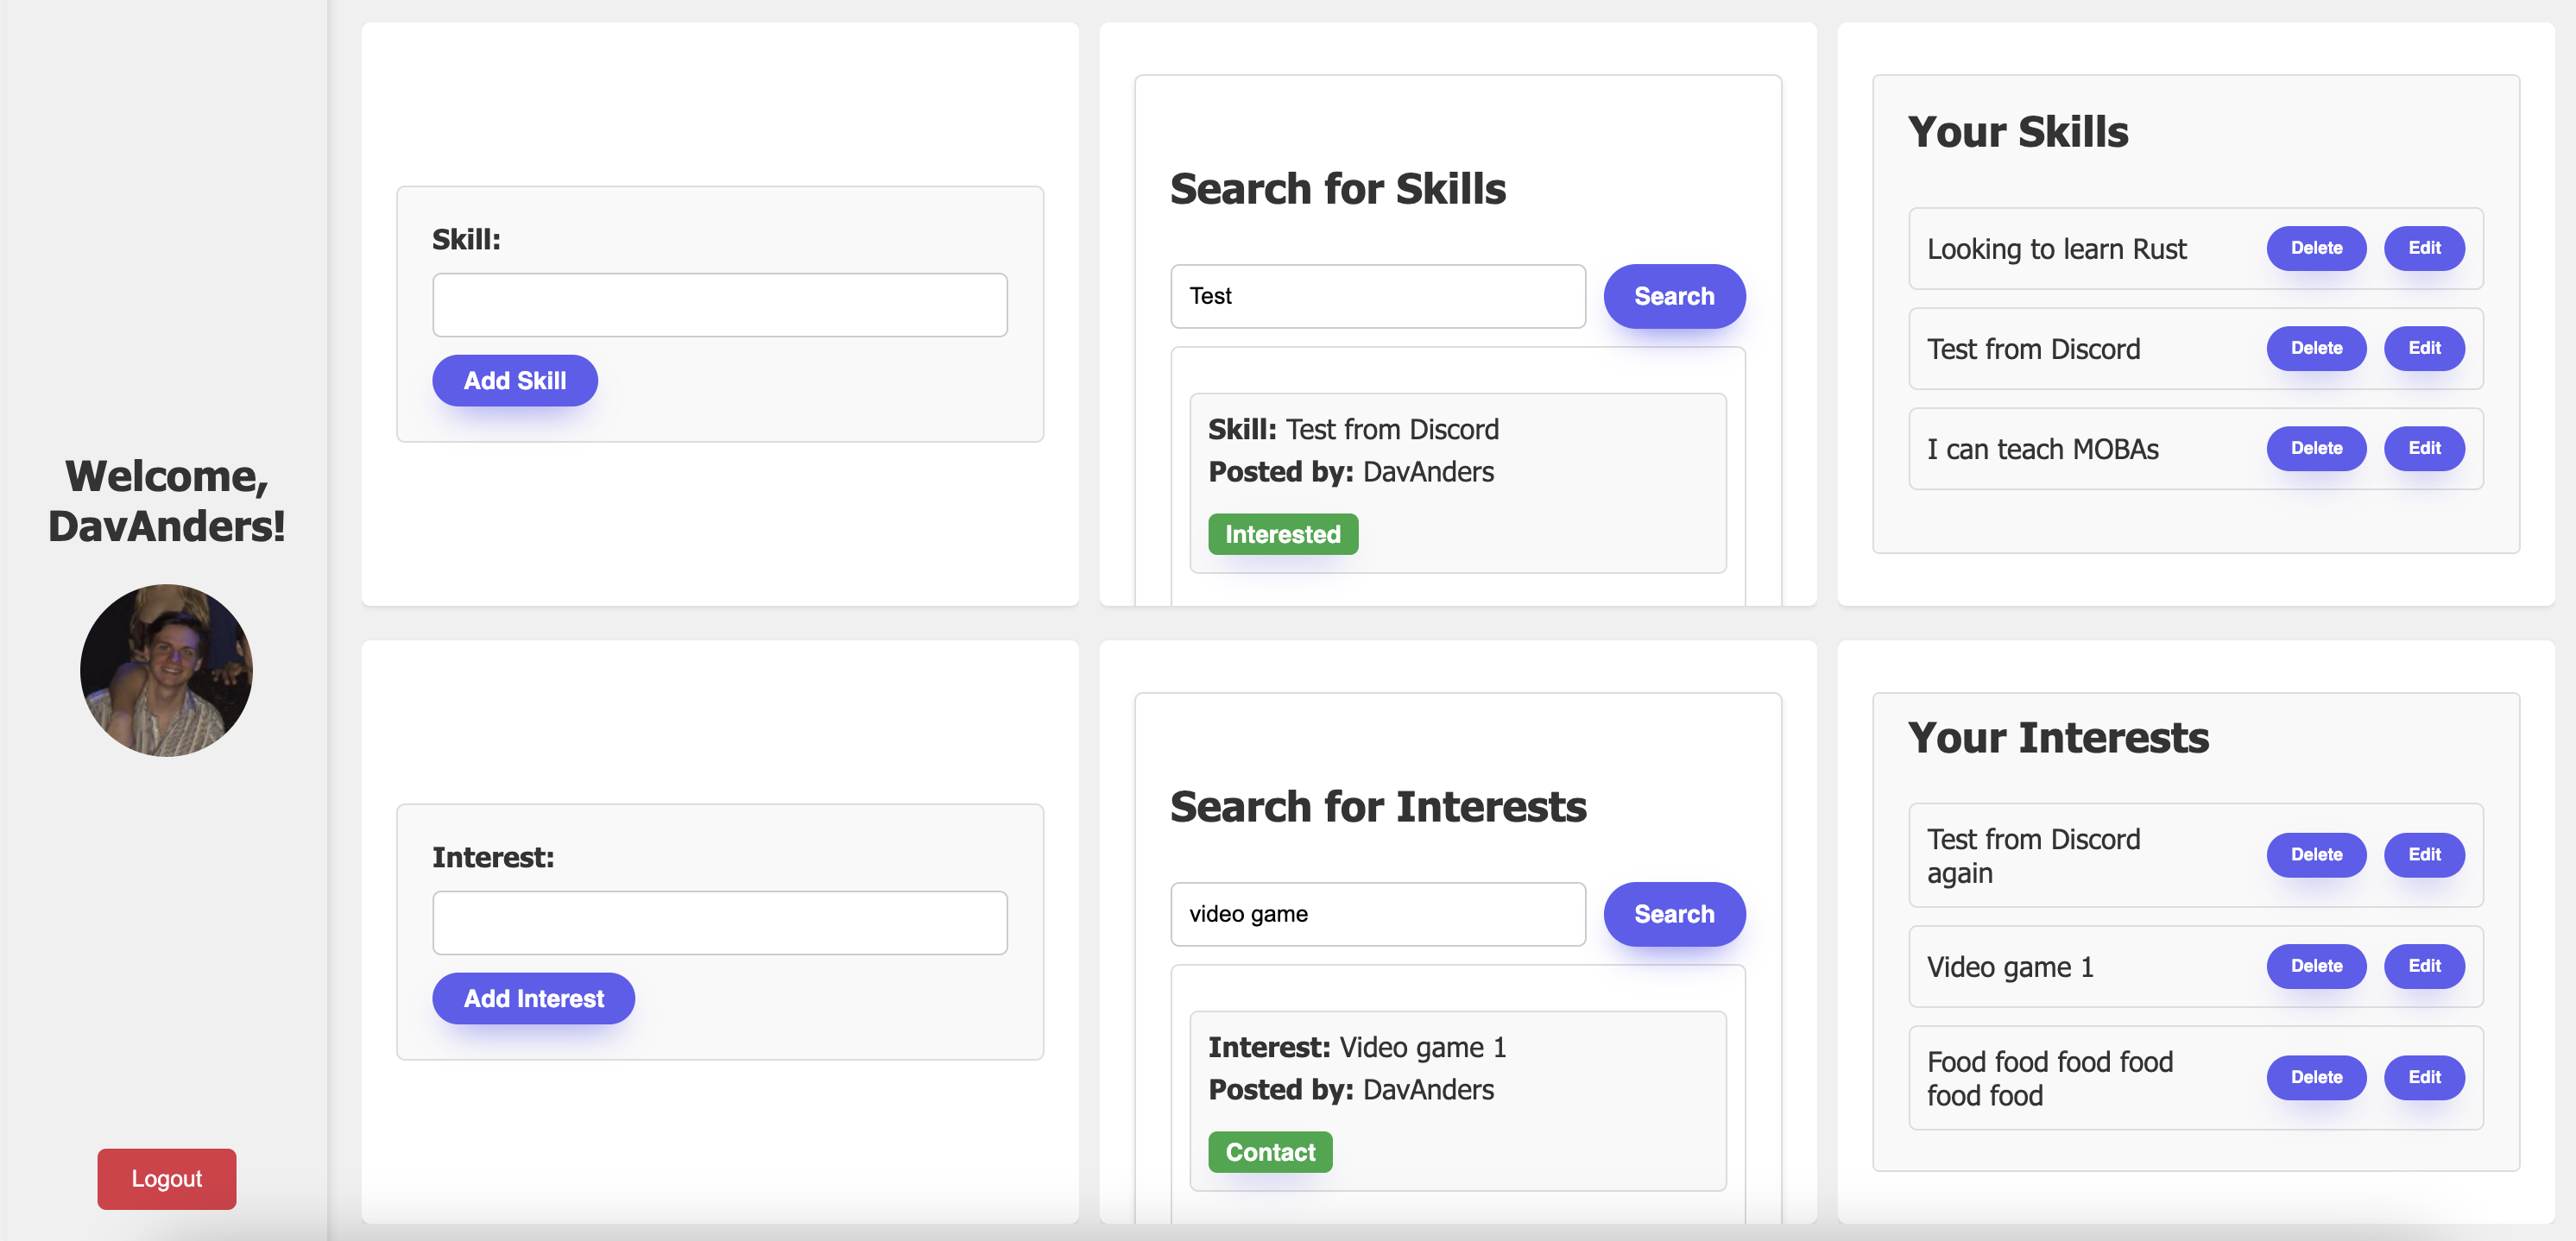 Welcome,
DavAnders!
Logout
Skill:
Add Skill
Search for Skills
Test
Search
Skill: Test from Discord
Posted by: DavAnders
Interested
Your Skills
Looking to learn Rust
Delete
Edit
Test from Discord
Delete
Edit
I can teach MOBAs
Delete
Edit
Interest:
Add Interest
Search for Interests
video game
Search
Interest: Video game 1
Posted by: DavAnders
Contact
Your Interests
Test from Discord
again
Delete
Edit
Video game 1
Delete
Edit
Food food food food
food food
Delete
Edit